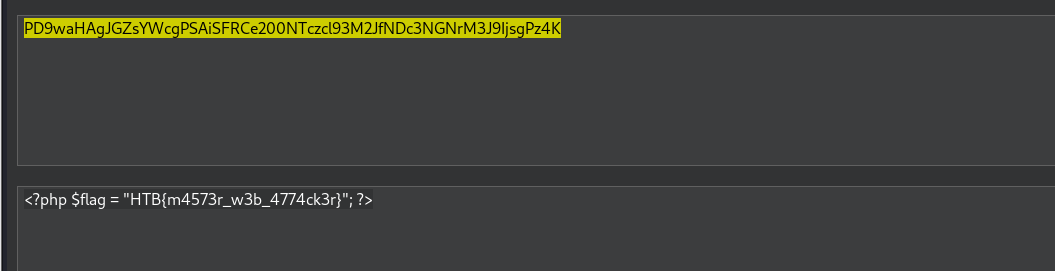 PD9waHAgJGZsYWcgPSAiSFRCe200NTczcl93M2JfNDc3NGNrM3J9IjsgPz4K
<?php $flag = "HTB{m4573r_w3b_4774ck3r}"; ?>